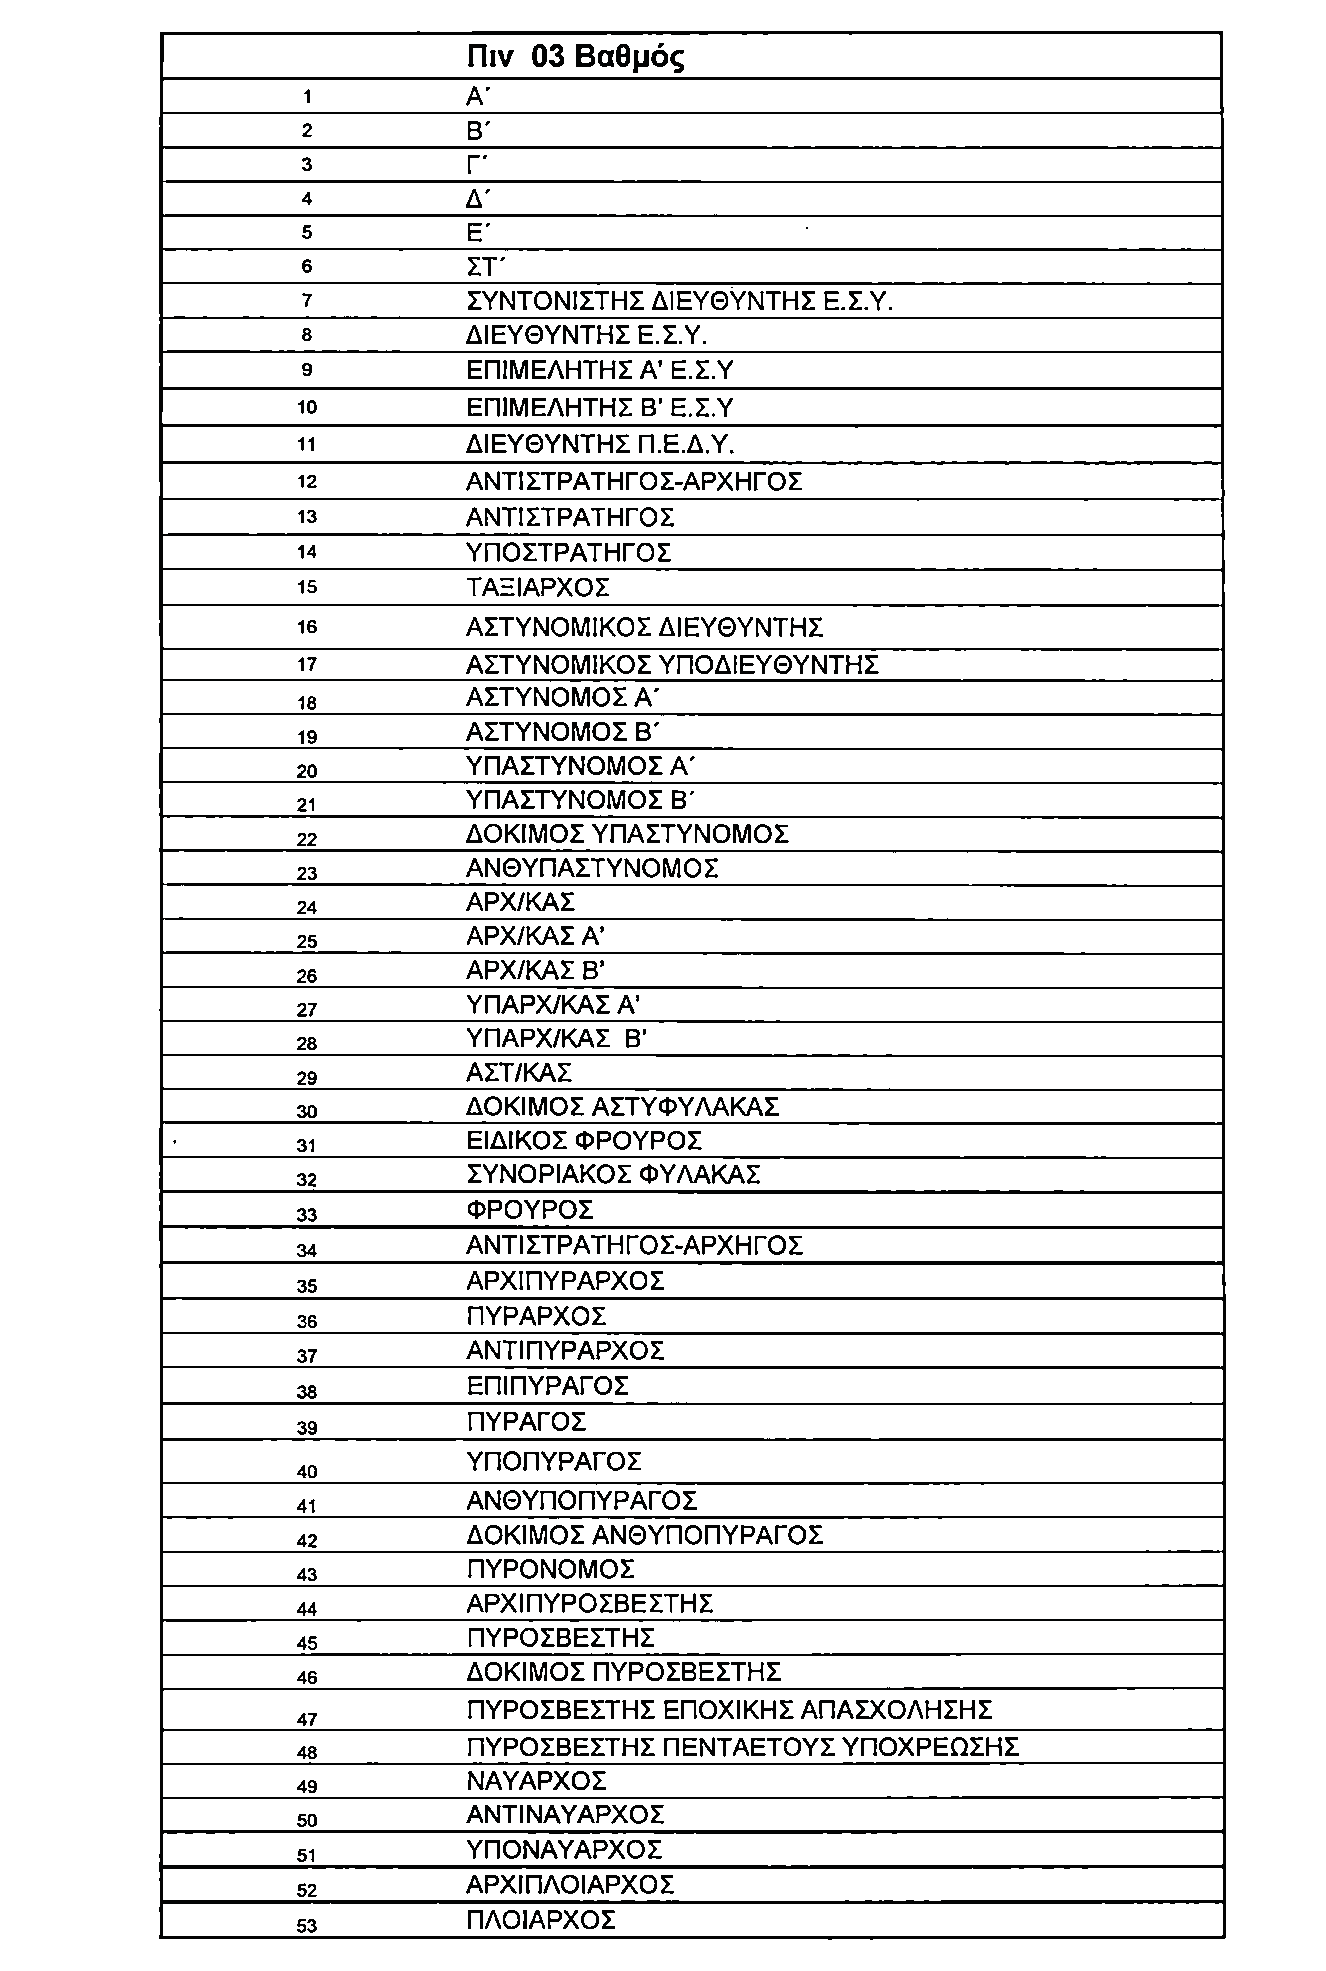 Πιν 03 Βαθμός
1 Α΄
2 Β΄
3 Γ΄
4 Δ΄
5 Ε΄
6 ΣΤ΄
7 ΣΥΝΤΟΝΙΣΤΗΣ ΔΙΕΥΘΥΝΤΗΣ Ε.Σ.Υ.
8 ΔΙΕΥΘΥΝΤΗΣ Ε.Σ.Υ.
9 ΕΠΙΜΕΛΗΤΗΣ Α' Ε.Σ.Υ
10 ΕΠΙΜΕΛΗΤΗΣ Β' Ε.Σ.Υ
11 ΔΙΕΥΘΥΝΤΗΣ Π.Ε.Δ.Υ.
12 ΑΝΤΙΣΤΡΑΤΗΓΟΣ-ΑΡΧΗΓΟΣ
13 ΑΝΤΙΣΤΡΑΤΗΓΟΣ
14 ΥΠΟΣΤΡΑΤΗΓΟΣ
15 ΤΑΞΙΑΡΧΟΣ
16 ΑΣΤΥΝΟΜΙΚΟΣ ΔΙΕΥΘΥΝΤΗΣ
17 ΑΣΤΥΝΟΜΙΚΟΣ ΥΠΟΔΙΕΥΘΥΝΤΗΣ
18 ΑΣΤΥΝΟΜΟΣ Α΄
19 ΑΣΤΥΝΟΜΟΣ Β΄
20 ΥΠΑΣΤΥΝΟΜΟΣ Α΄
21 ΥΠΑΣΤΥΝΟΜΟΣ Β΄
22 ΔΟΚΙΜΟΣ ΥΠΑΣΤΥΝΟΜΟΣ
23 ΑΝΘΥΠΑΣΤΥΝΟΜΟΣ
24 ΑΡΧ/ΚΑΣ
25 ΑΡΧ/ΚΑΣ Α'
26 ΑΡΧ/ΚΑΣ Β'
27 ΥΠΑΡΧ/ΚΑΣ Α'
28 ΥΠΑΡΧ/ΚΑΣ Β'
29 ΑΣΤ/ΚΑΣ
30 ΔΟΚΙΜΟΣ ΑΣΤΥΦΥΛΑΚΑΣ
31 ΕΙΔΙΚΟΣ ΦΡΟΥΡΟΣ
32 ΣΥΝΟΡΙΑΚΟΣ ΦΥΛΑΚΑΣ
33 ΦΡΟΥΡΟΣ
34 ΑΝΤΙΣΤΡΑΤΗΓΟΣ-ΑΡΧΗΓΟΣ
35 ΑΡΧΙΠΥΡΑΡΧΟΣ
36 ΠΥΡΑΡΧΟΣ
37 ΑΝΤΙΠΥΡΑΡΧΟΣ
38 ΕΠΙΠΥΡΑΓΟΣ
39 ΠΥΡΑΓΟΣ
40 ΥΠΟΠΥΡΑΓΟΣ
41 ΑΝΘΥΠΟΠΥΡΑΓΟΣ
42 ΔΟΚΙΜΟΣ ΑΝΘΥΠΟΠΥΡΑΓΟΣ
43 ΠΥΡΟΝΟΜΟΣ
44 ΑΡΧΙΠΥΡΟΣΒΕΣΤΗΣ
45 ΠΥΡΟΣΒΕΣΤΗΣ
46 ΔΟΚΙΜΟΣ ΠΥΡΟΣΒΕΣΤΗΣ
47 ΠΥΡΟΣΒΕΣΤΗΣ ΕΠΟΧΙΚΗΣ ΑΠΑΣΧΟΛΗΣΗΣ
48 ΠΥΡΟΣΒΕΣΤΗΣ ΠΕΝΤΑΕΤΟΥΣ ΥΠΟΧΡΕΩΣΗΣ
49 ΝΑΥΑΡΧΟΣ
50 ΑΝΤΙΝΑΥΑΡΧΟΣ
51 ΥΠΟΝΑΥΑΡΧΟΣ
52 ΑΡΧΙΠΛΟΙΑΡΧΟΣ
53 ΠΛΟΙΑΡΧΟΣ